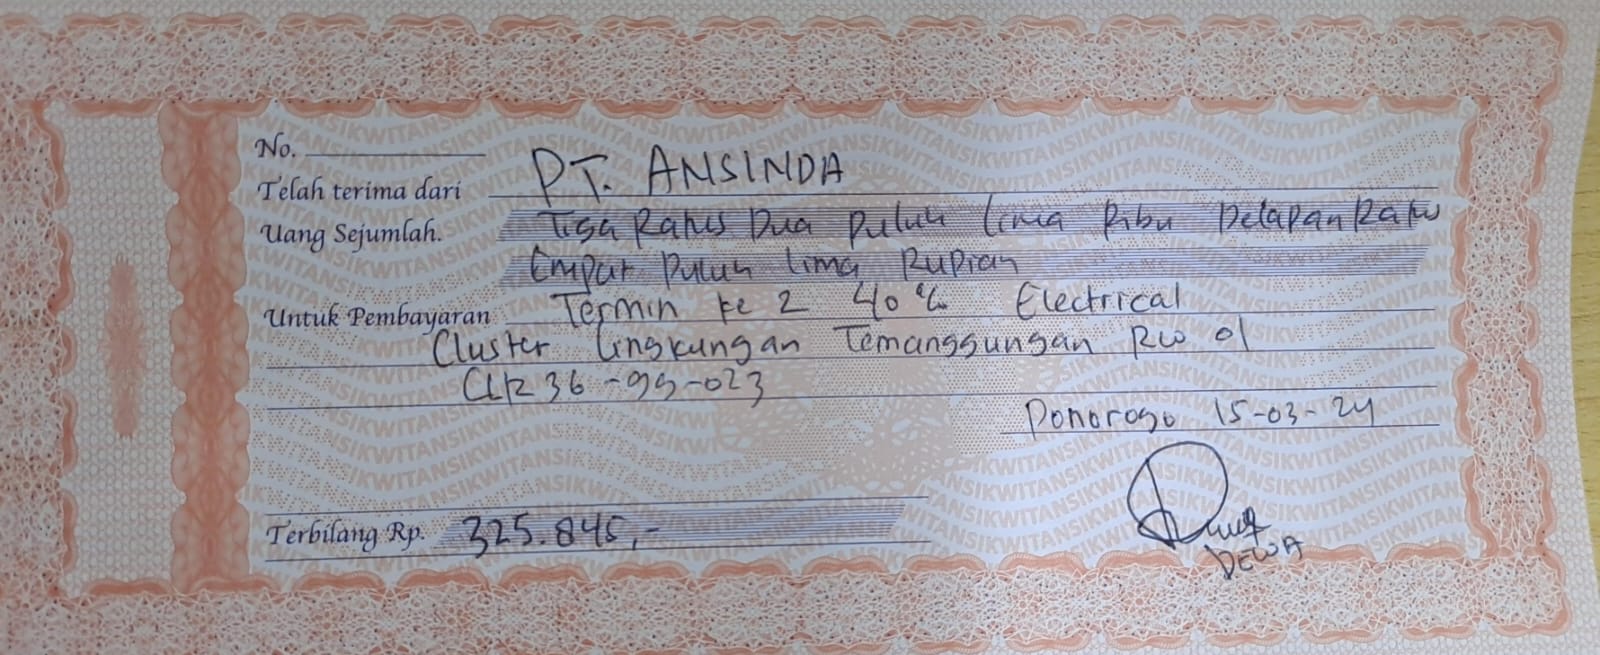 No.
Telah terima dari PT. ANSINDA
Uang Sejumlah. Tiga Ratus Dua Puluh Lima Ribu Delapan Ratus
Empat Puluh Lima Rupiah
Untuk Pembayaran Termin ke 2 40% Electrical
Cluster Lingkungan Temanggungan RW 01
CLR 36-99-023
Ponorogo 15-03-24
Terbilang Rp. 325.845,-
DEWA